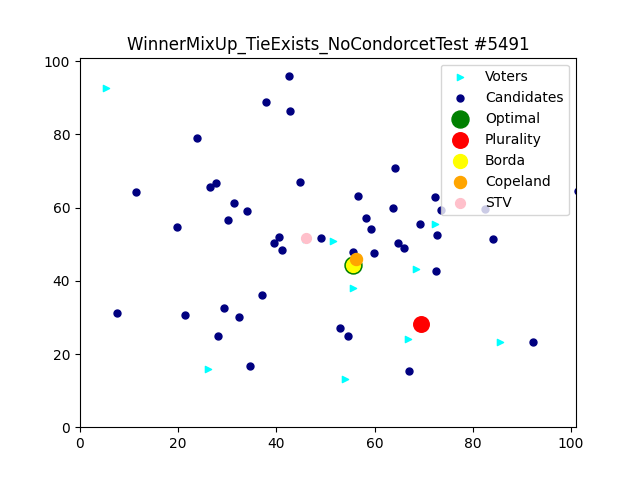 WinnerMixUp_TieExists_NoCondorcetTest #5491
100
80
60
40
20
0
0
20
40
60
80
100
Voters
Candidates
Optimal
Plurality
Borda
Copeland
STV